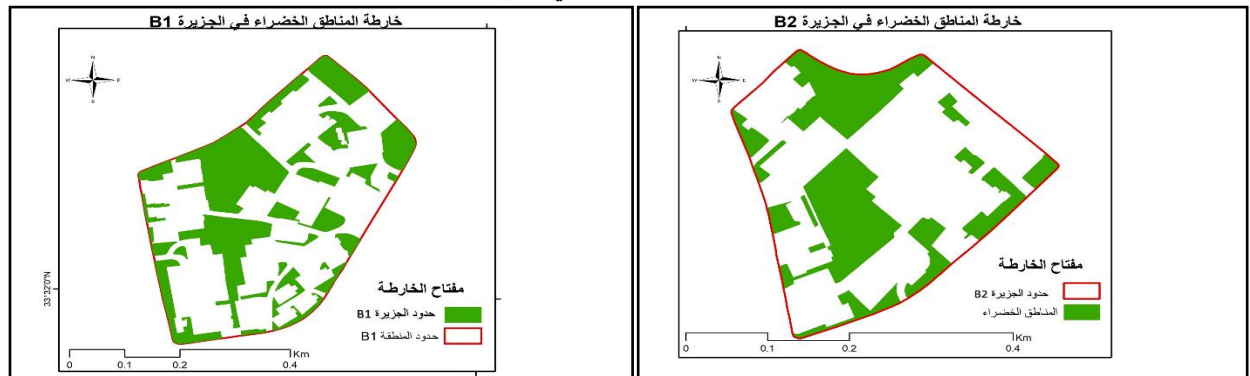 خارطة المناطق الخضراء في الجزيرة B1
N
W E
S
33°32'0"N
مفتاح الخارطة
حدود الجزيرة B1
حدود المنطقة B1
Km
0 0.1 0.2 0.4
خارطة المناطق الخضراء في الجزيرة B2
N
W E
S
مفتاح الخارطة
حدود الجزيرة B2
المناطق الخضراء
Km
0 0.1 0.2 0.4